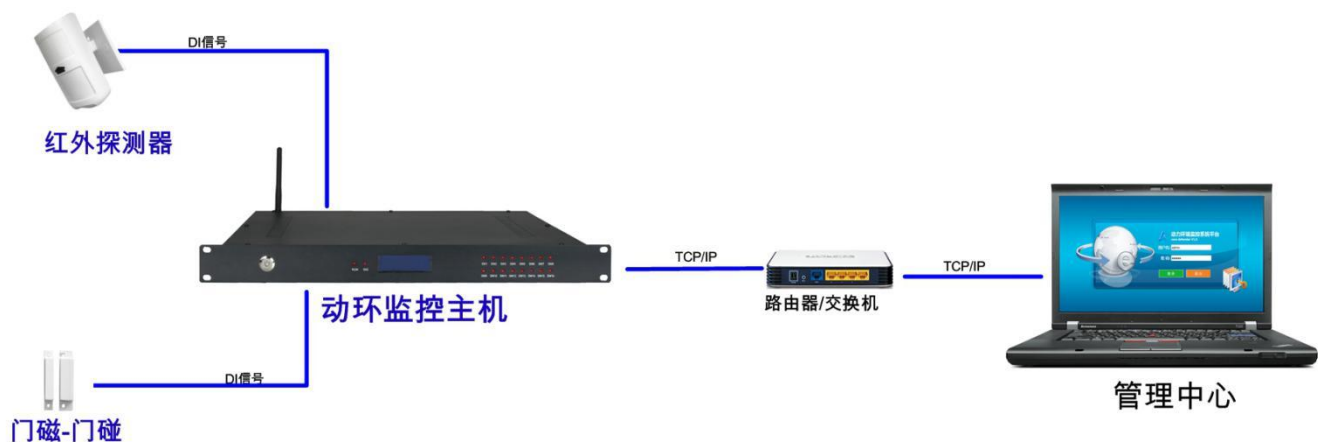 DI信号
红外探测器
TCP/IP
TCP/IP
动环监控主机
路由器/交换机
DI信号
管理中心
门磁-门碰